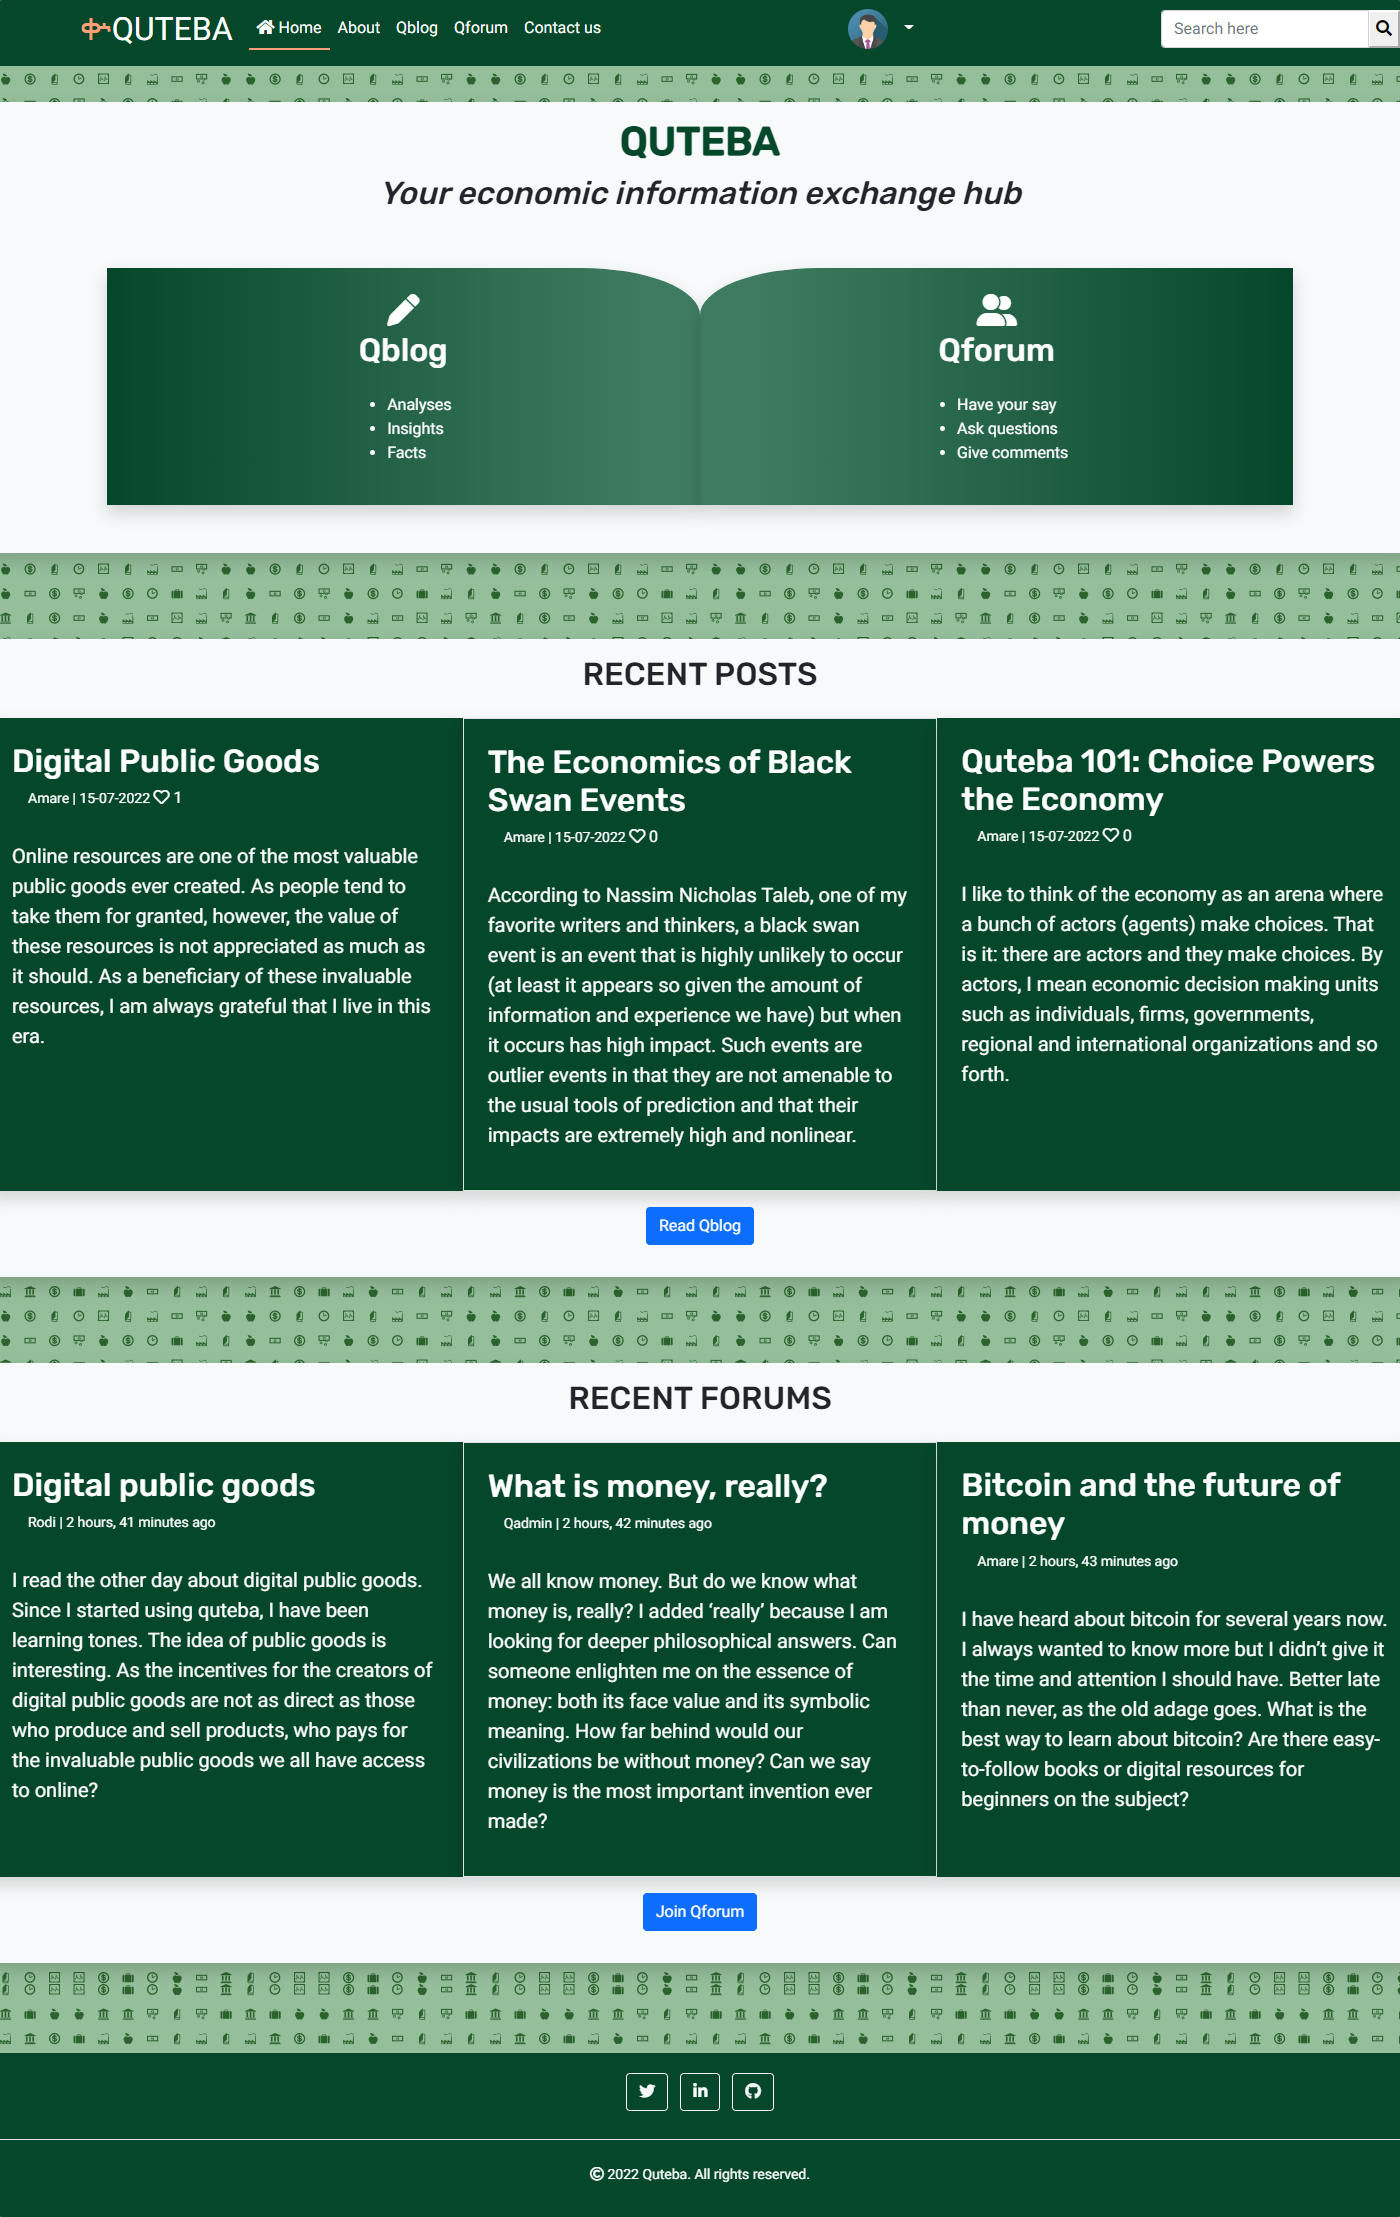 ቍQUTEBA Home About Qblog Qforum Contact us Search here
QUTEBA
Your economic information exchange hub
Qblog
• Analyses
• Insights
• Facts
Qforum
• Have your say
• Ask questions
• Give comments
RECENT POSTS
Digital Public Goods
Amare | 15-07-2022 1
Online resources are one of the most valuable
public goods ever created. As people tend to
take them for granted, however, the value of
these resources is not appreciated as much as
it should. As a beneficiary of these invaluable
resources, I am always grateful that I live in this
era.
The Economics of Black
Swan Events
Amare | 15-07-2022 0
According to Nassim Nicholas Taleb, one of my
favorite writers and thinkers, a black swan
event is an event that is highly unlikely to occur
(at least it appears so given the amount of
information and experience we have) but when
it occurs has high impact. Such events are
outlier events in that they are not amenable to
the usual tools of prediction and that their
impacts are extremely high and nonlinear.
Quteba 101: Choice Powers
the Economy
Amare | 15-07-2022 0
I like to think of the economy as an arena where
a bunch of actors (agents) make choices. That
is it: there are actors and they make choices. By
actors, I mean economic decision making units
such as individuals, firms, governments,
regional and international organizations and so
forth.
Read Qblog
RECENT FORUMS
Digital public goods
Rodi | 2 hours, 41 minutes ago
I read the other day about digital public goods.
Since I started using quteba, I have been
learning tones. The idea of public goods is
interesting. As the incentives for the creators of
digital public goods are not as direct as those
who produce and sell products, who pays for
the invaluable public goods we all have access
to online?
What is money, really?
Qadmin | 2 hours, 42 minutes ago
We all know money. But do we know what
money is, really? I added ‘really’ because I am
looking for deeper philosophical answers. Can
someone enlighten me on the essence of
money: both its face value and its symbolic
meaning. How far behind would our
civilizations be without money? Can we say
money is the most important invention ever
made?
Bitcoin and the future of
money
Amare | 2 hours, 43 minutes ago
I have heard about bitcoin for several years now.
I always wanted to know more but I didn’t give it
the time and attention I should have. Better late
than never, as the old adage goes. What is the
best way to learn about bitcoin? Are there easy-
to-follow books or digital resources for
beginners on the subject?
Join Qforum
© 2022 Quteba. All rights reserved.